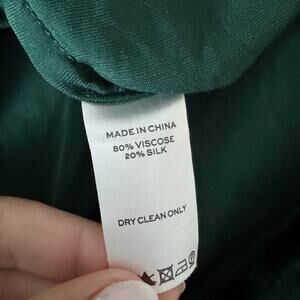 MADE IN CHINA
80% VISCOSE
20% SILK
DRY CLEAN ONLY